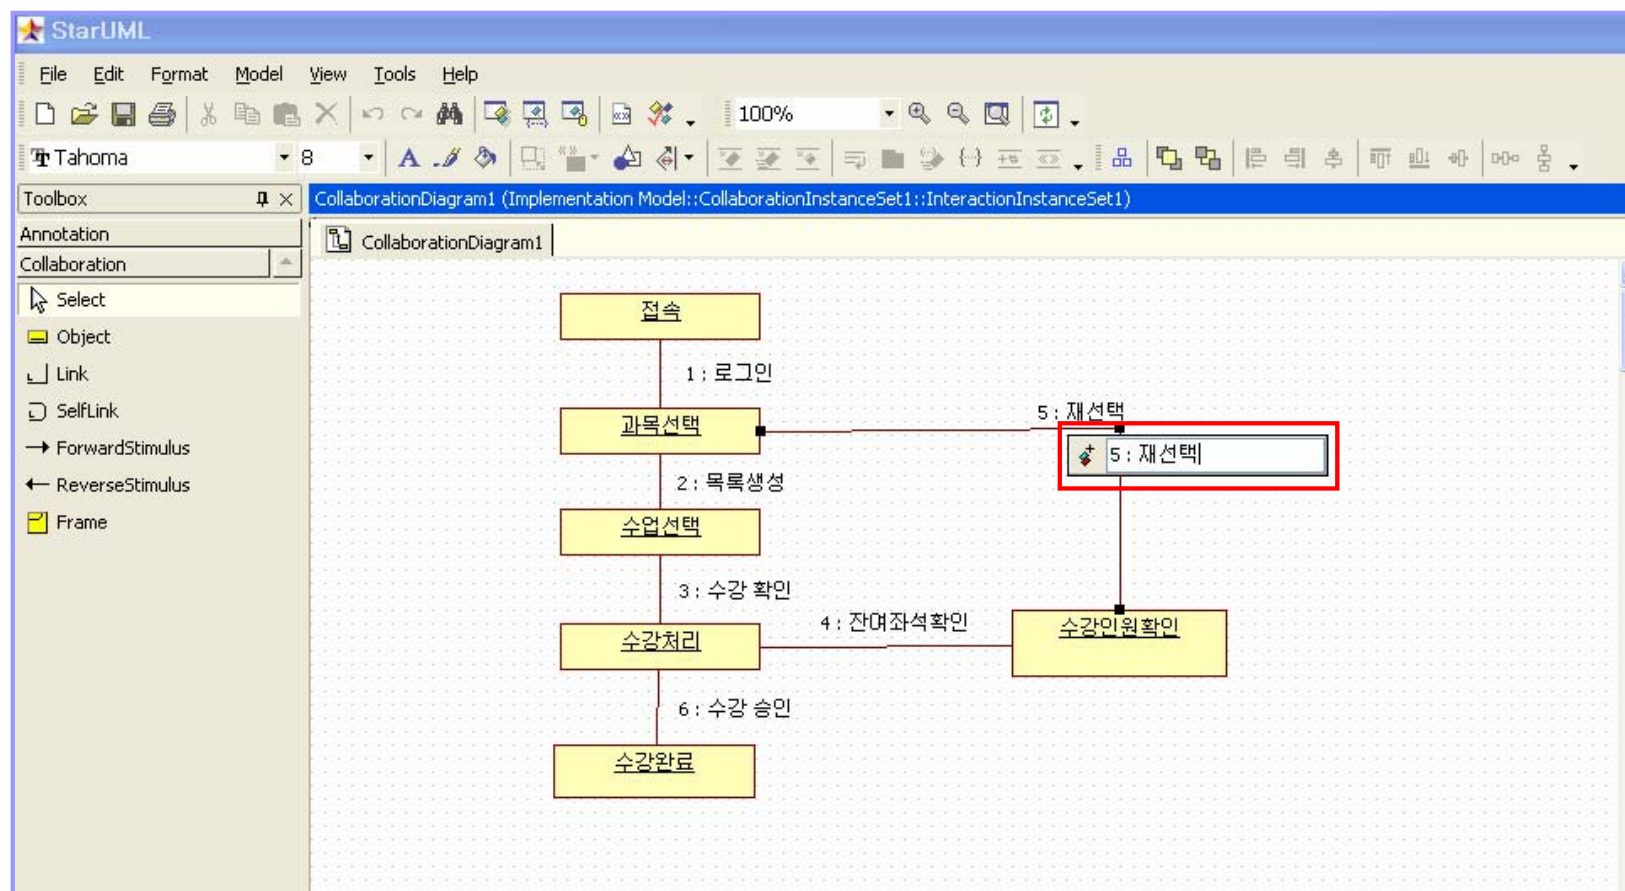 StarUML
File Edit Format Model View Tools Help
100%
Tahoma 8
Toolbox
CollaborationDiagram1 (Implementation Model::CollaborationInstanceSet1::InteractionInstanceSet1)
Annotation
CollaborationDiagram1
Collaboration
Select
Object
Link
SelfLink
ForwardStimulus
ReverseStimulus
Frame
접속
1 : 로그인
5 : 재선택
과목선택
5 : 재선택
2 : 목록생성
수업선택
3 : 수강 확인
4 : 잔여좌석확인
수강인원확인
수강처리
6 : 수강 승인
수강완료